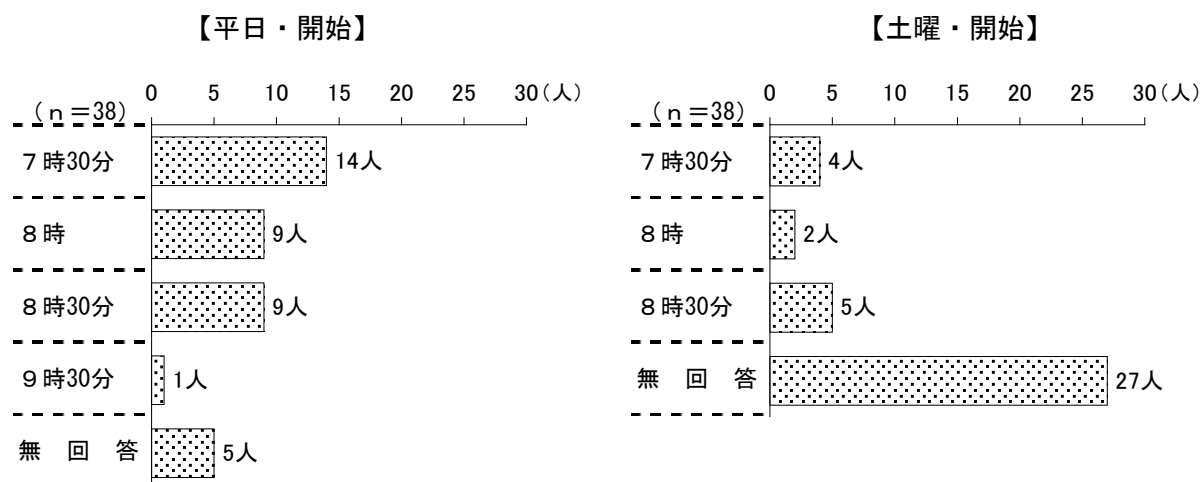 【平日・開始】
0 5 10 15 20 25 30(人)
(n=38)
7時30分 14人
8時 9人
8時30分 9人
9時30分 1人
無 回 答 5人
【土曜・開始】
0 5 10 15 20 25 30(人)
(n=38)
7時30分 4人
8時 2人
8時30分 5人
無 回 答 27人